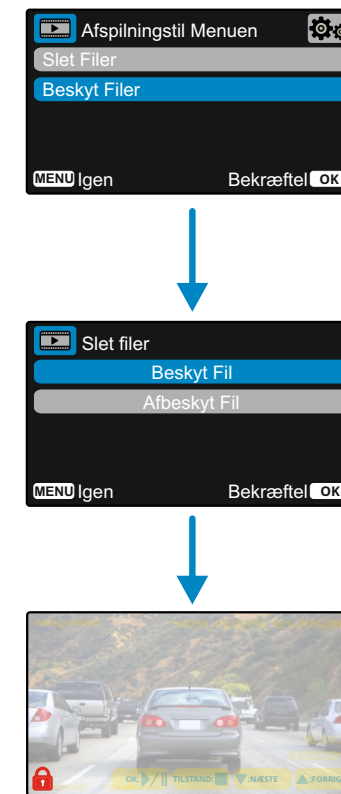 Afspilningstil Menuen
Slet Filer
Beskyt Filer
MENU Igen Bekræftel OK
Slet filer
Beskyt Fil
Afbeskyt Fil
MENU Igen Bekræftel OK
OK: TILSTAND: :NÆSTE :FORRIG